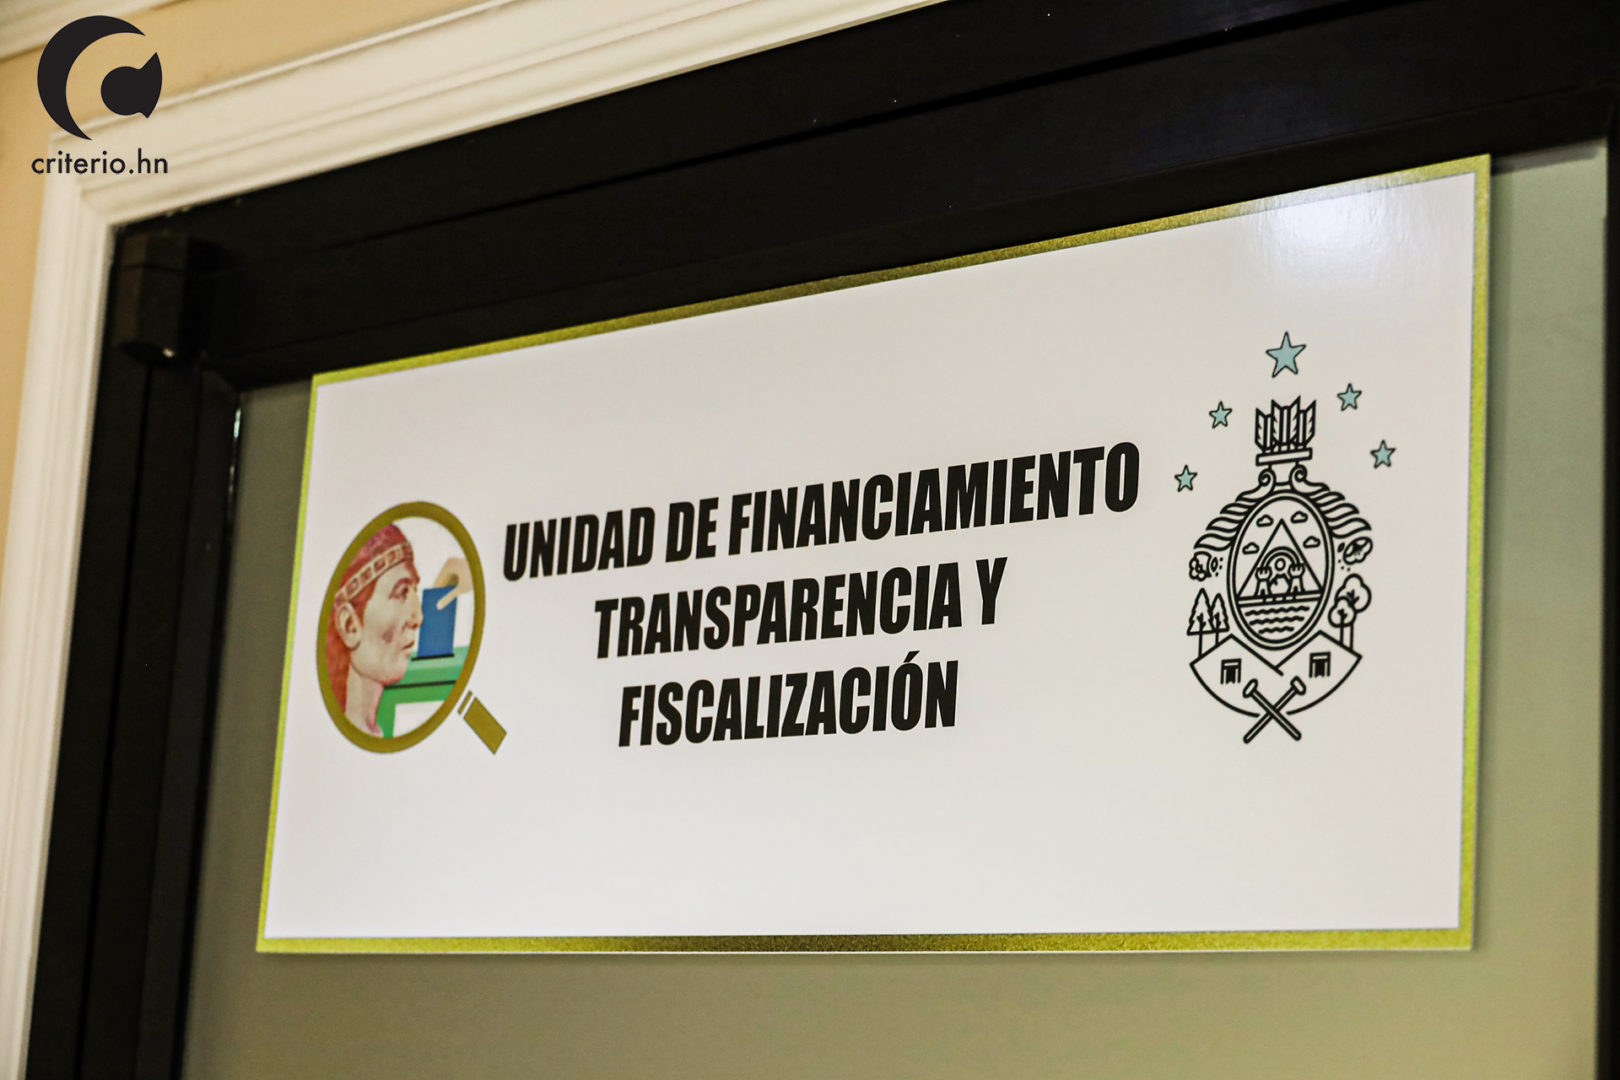 criterio.hn
UNIDAD DE FINANCIAMIENTO
TRANSPARENCIA Y
FISCALIZACIÓN